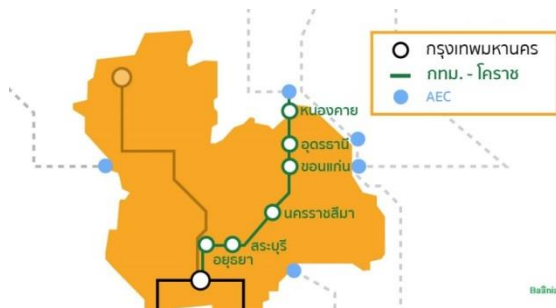 กรุงเทพมหานคร
กทม. - โคราช
AEC
หนองคาย
อุดรธานี
ขอนแก่น
นครราชสีมา
สระบุรี
อยุธยา